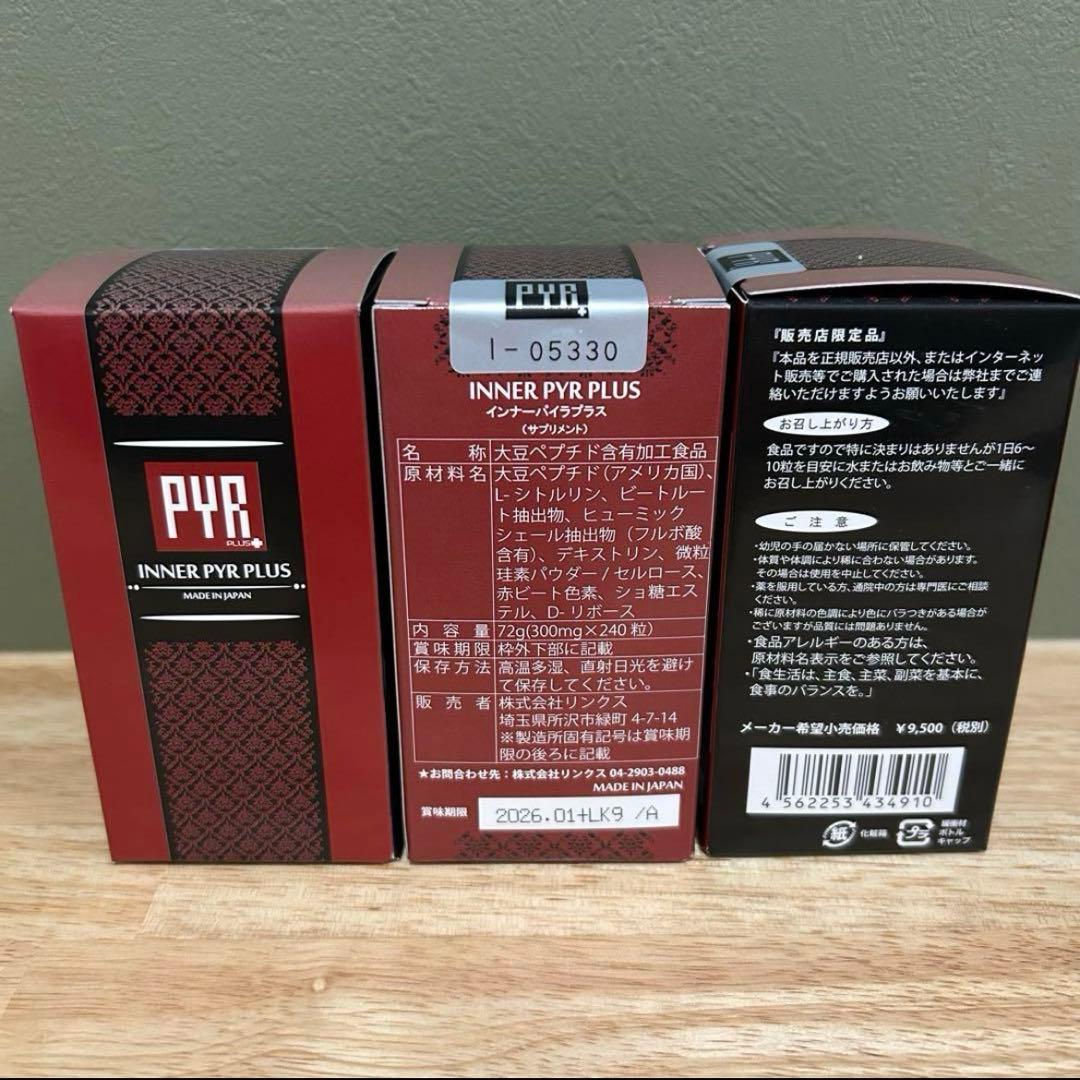 PYR
PLUS+
INNER PYR PLUS
MADE IN JAPAN
PYR
I-05330
INNER PYR PLUS
インナーパイラプラス
（サプリメント）
名称 大豆ペプチド含有加工食品
原材料名 大豆ペプチド（アメリカ国）、
L-シトルリン、ビートルー
ト抽出物、ヒューミック
シェール抽出物（フルボ酸
含有）、デキストリン、微粒
珪素パウダー/セルロース、
赤ビート色素、ショ糖エス
テル、D-リボース
内容量 72g(300mg×240粒)
賞味期限 枠外下部に記載
保存方法 高温多湿、直射日光を避け
て保存してください。
販売者 株式会社リンクス
埼玉県所沢市緑町 4-7-14
※製造所固有記号は賞味期
限の後ろに記載
★お問合わせ先：株式会社リンクス 04-2903-0488
MADE IN JAPAN
賞味期限 2026.01+LK9 /A
『販売店限定品』
『本品を正規販売店以外、またはインターネッ
ト販売等でご購入された場合は弊社までご連
絡いただけますようお願いいたします』
お召し上がり方
食品ですので特に決まりはありませんが1日6～
10粒を目安に水またはお飲み物等とご一緒に
お召し上がりください。
ご注意
・幼児の手の届かない場所に保管してください。
・体質や体調により稀に合わない場合があります。
その場合は使用を中止してください。
・薬を服用している方、通院中の方は専門医にご相談
ください。
・稀に原材料の色調により色にバラつきがある場合が
ございますが品質には問題ありません。
・食品アレルギーのある方は、
原材料名表示をご参照してください。
・「食生活は、主食、主菜、副菜を基本に、
食事のバランスを。」
メーカー希望小売価格 ¥9,500（税別）
4 562253 434910
紙 化粧箱 プラ 緩衝材
ボトル
キャップ